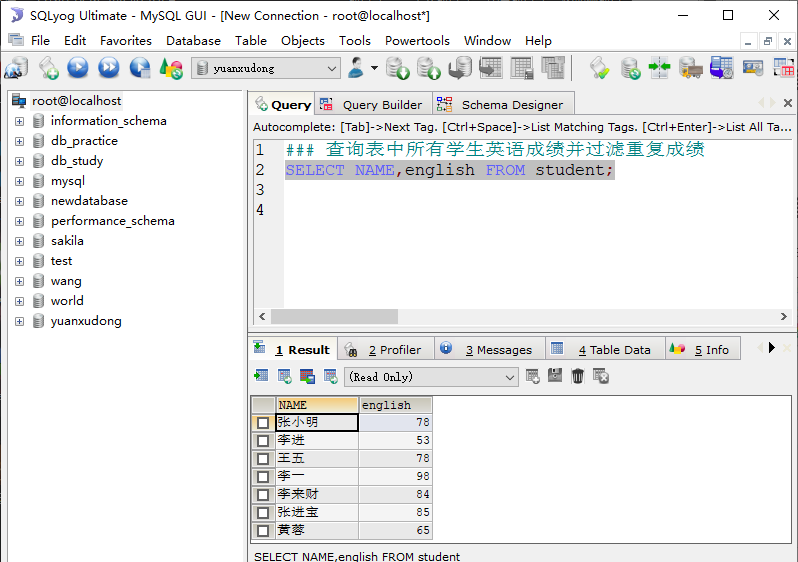 SQLyog Ultimate - MySQL GUI - [New Connection - root@localhost*]
File Edit Favorites Database Table Objects Tools Powertools Window Help
yuanxudong
root@localhost
information_schema
db_practice
db_study
mysql
newdatabase
performance_schema
sakila
test
wang
world
yuanxudong
Query Query Builder Schema Designer
Autocomplete: [Tab]->Next Tag. [Ctrl+Space]->List Matching Tags. [Ctrl+Enter]->List All Ta...
1 ### 查询表中所有学生英语成绩并过滤重复成绩
2 SELECT NAME,english FROM student;
3
4
1 Result 2 Profiler 3 Messages 4 Table Data 5 Info
(Read Only)
NAME english
张小明 78
李进 53
王五 78
李一 98
李来财 84
张进宝 85
黄蓉 65
SELECT NAME,english FROM student